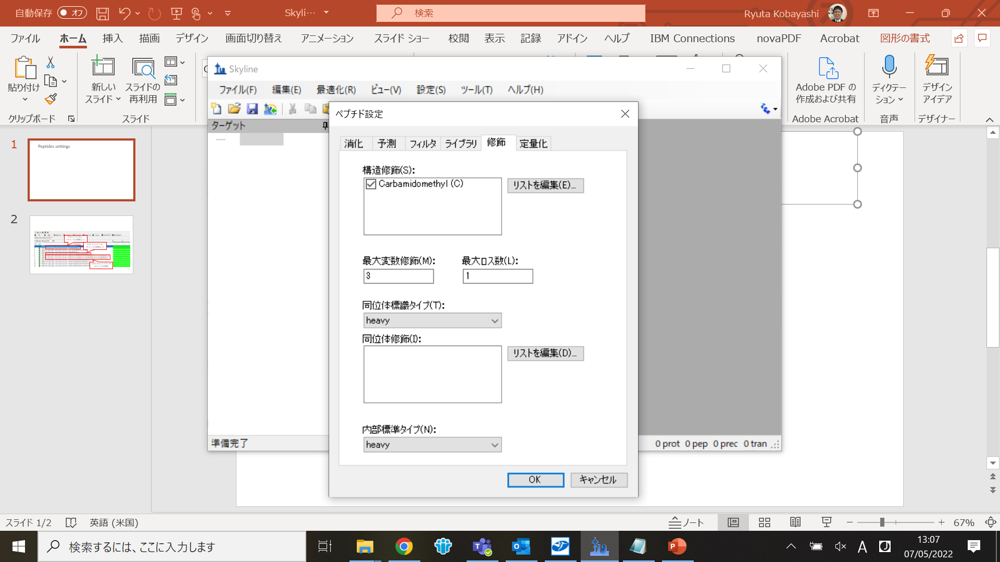 自動保存 オフ Skyli… 検索 Ryuta Kobayashi
ファイル ホーム 挿入 描画 デザイン 画面切り替え アニメーション スライド ショー 校閲 表示 記録 アドイン ヘルプ IBM Connections novaPDF Acrobat 図形の書式
貼り付け
新しい
スライド
スライドの
再利用
Adobe PDF の
作成および共有
ディクテー
ション
デザイン
アイデア
クリップボード スライド Adobe Acrobat 音声 デザイナー
Skyline
ファイル(F) 編集(E) 最適化(R) ビュー(V) 設定(S) ツール(T) ヘルプ(H)
ターゲット
ペプチド設定
消化 予測 フィルタ ライブラリ 修飾 定量化
構造修飾(S):
Carbamidomethyl (C)
リストを編集(E)...
最大変数修飾(M): 最大ロス数(L):
3 1
同位体標識タイプ(T):
heavy
同位体修飾(I):
リストを編集(D)...
内部標準タイプ(N):
heavy
OK キャンセル
準備完了 0 prot 0 pep 0 prec 0 tran
1
Peptides settings
2
スライド 1/2 英語 (米国) ノート 67%
検索するには、ここに入力します
A 13:07
07/05/2022